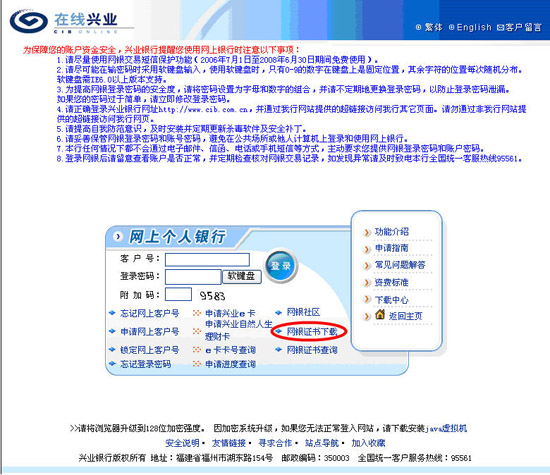 在线兴业
CIB ONLINE
繁体 English 客户留言
为保障您的账户资金安全，兴业银行提醒您使用网上银行时注意以下事项：
1.请尽量使用网银交易短信保护功能（2006年7月1日至2008年6月30日期间免费使用）。
2.请尽可能在输密码时采用软键盘输入，使用软键盘时，只有0-9的数字在键盘上是固定位置，其余字符的位置每次随机分布。
软键盘需IE6.0以上版本支持。
3.为提高网银登录密码的安全度，请将密码设置为字母和数字的组合，并请不定期地更换登录密码，以防止登录密码泄漏。
如果您的密码过于简单，请立即修改登录密码。
4.请正确登录兴业网址http://www.cib.com.cn，并通过我行网站提供的超链接访问我行其它页面。请勿通过非我行网站提
供的超链接访问我行网页。
5.请提高自我防范意识，及时安装并定期更新杀毒软件及安全补丁。
6.请妥善保管网银登录密码和账号密码，避免在公共场所或他人计算机上登录和使用网上银行。
7.本行任何情况下都不会通过电子邮件、信函、电话或手机短信等方式，主动要求您提供网银登录密码和账户密码。
8.登录网银后请留意查看账户是否正常，并定期检查核对网银交易记录，如发现异常请及时致电本行全国统一客服热线95561。
网上个人银行
客 户 号：
登录密码： 软键盘
附 加 码： 9583
登录
忘记网上客户号 申请兴业e卡 网银社区
申请网上客户号 申请兴业自然人生理财卡 网银证书下载
锁定网上客户号 e卡卡号查询 网银证书查询
忘记登录密码 申请进度查询
功能介绍
申请指南
常见问题解答
资费标准
下载中心
返回主页
>>请将浏览器升级到128位加密强度。 因加密系统升级，如果您无法正常登入网站，请下载安装java虚拟机
安全说明 · 友情链接 · 寻求合作 · 站点导航 · 加入收藏
兴业银行版权所有 地址：福建省福州市湖东路154号 邮政编码：350003 全国统一客户服务热线：95561